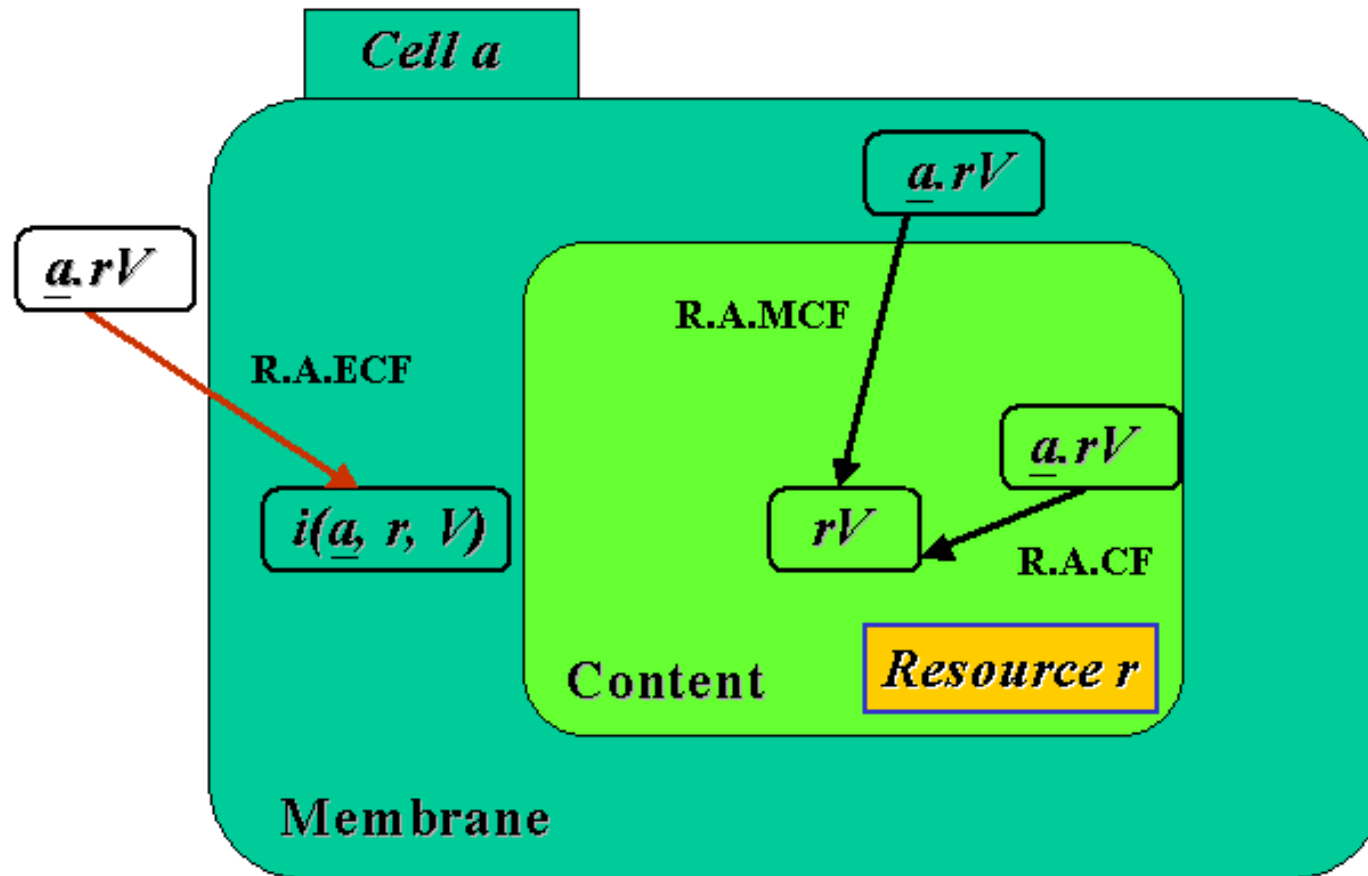 Cell a
a.rV
a.rV
R.A.MCF
R.A.ECF
a.rV
i(a, r, V)
rV
R.A.CF
Content
Resource r
Membrane